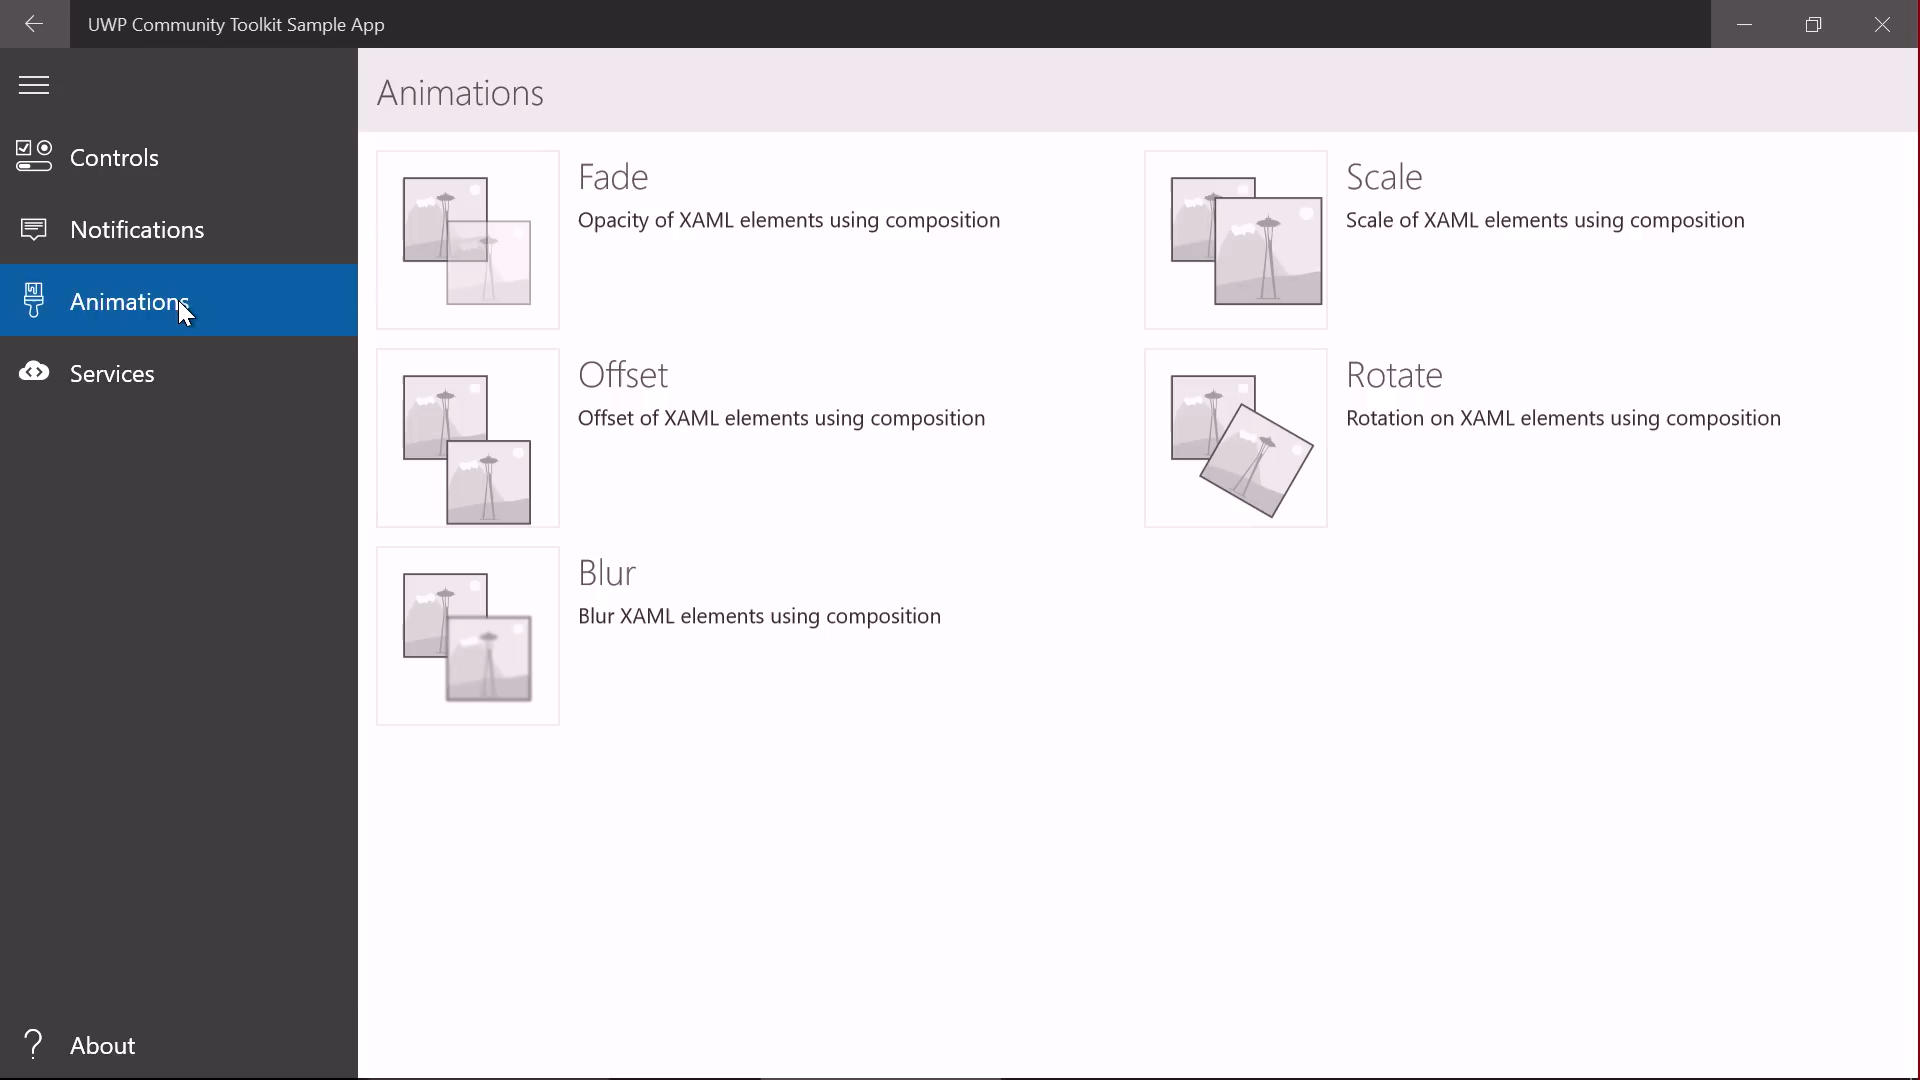 UWP Community Toolkit Sample App
Controls
Notifications
Animations
Services
About
Animations
Fade
Opacity of XAML elements using composition
Scale
Scale of XAML elements using composition
Offset
Offset of XAML elements using composition
Rotate
Rotation on XAML elements using composition
Blur
Blur XAML elements using composition